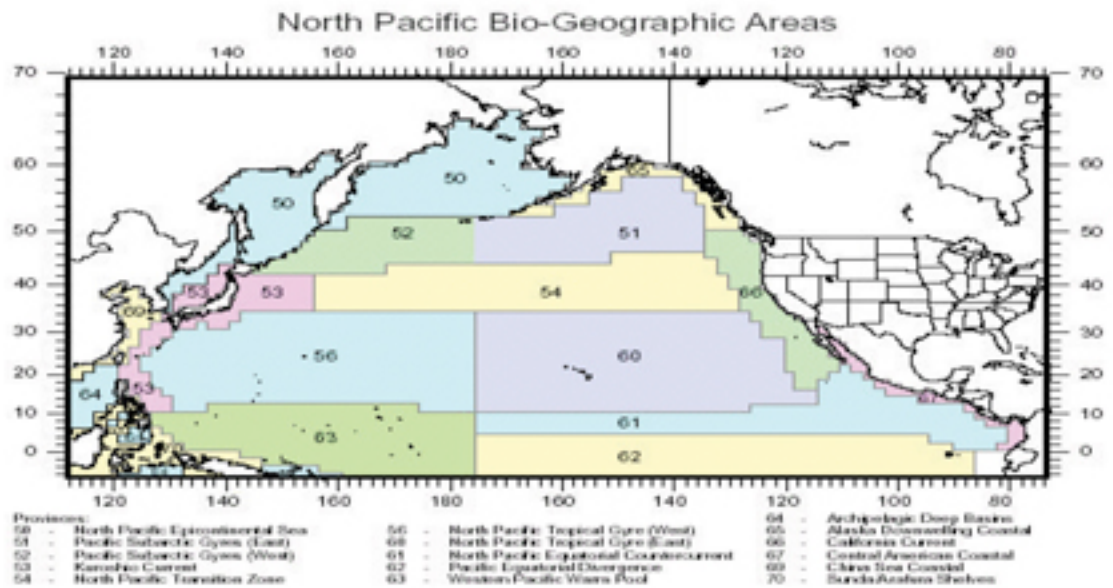 North Pacific Bio-Geographic Areas
120 140 160 180 160 140 120 100 80
70 70
60 60
50 65
50
52 51
50 50
40 53 53 54 66 40
69
30 30
56 60
20 20
64 53 67
10 61 10
63
0 62 0
120 140 160 180 160 140 120 100 80
Provinces:
50 - North Pacific Epicontinental Sea
51 - Pacific Subarctic Gyres (East)
52 - Pacific Subarctic Gyres (West)
53 - Kuroshio Current
54 - North Pacific Transition Zone
56 - North Pacific Tropical Gyre (West)
60 - North Pacific Tropical Gyre (East)
61 - North Pacific Equatorial Countercurrent
62 - Pacific Equatorial Divergence
63 - Western Pacific Warm Pool
64 - Archipelagic Deep Basins
65 - Alaska Downwelling Coastal
66 - California Current
67 - Central American Coastal
69 - China Sea Coastal
70 - Sunda/Arafura Shelves